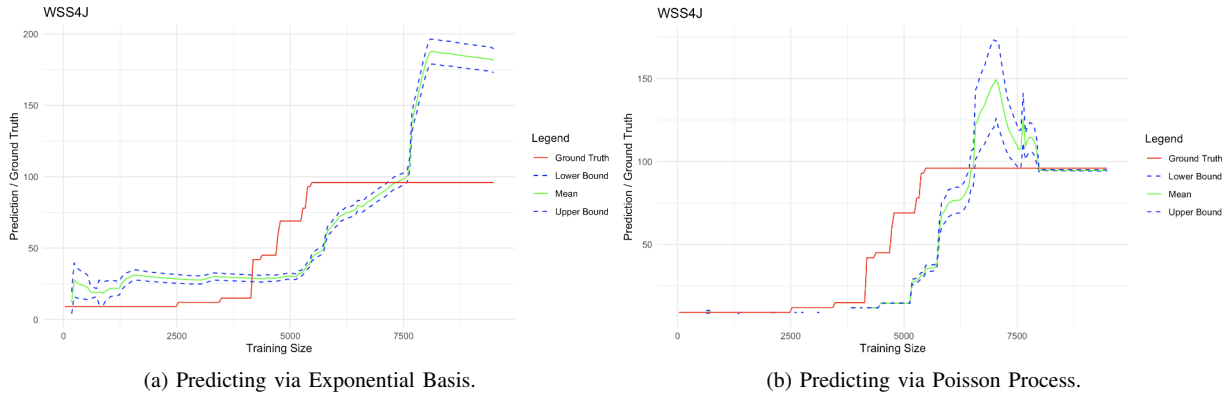 WSS4J
200
150
100
50
0
Prediction / Ground Truth
0 2500 5000 7500
Training Size
Legend
Ground Truth
Lower Bound
Mean
Upper Bound
(a) Predicting via Exponential Basis.
WSS4J
150
100
50
Prediction / Ground Truth
0 2500 5000 7500
Training Size
Legend
Ground Truth
Lower Bound
Mean
Upper Bound
(b) Predicting via Poisson Process.